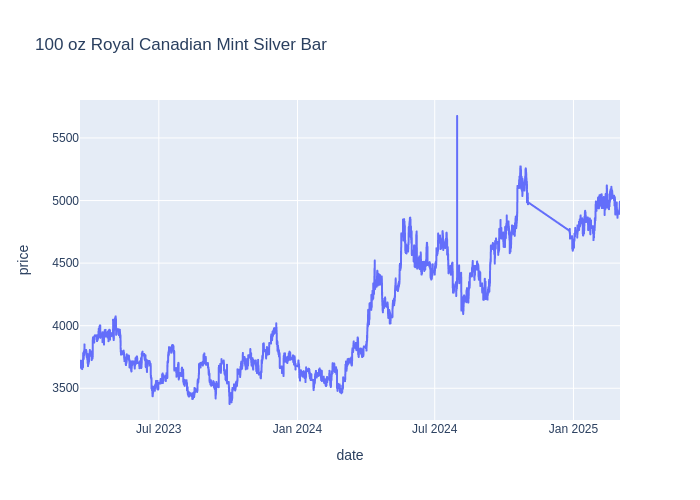 100 oz Royal Canadian Mint Silver Bar
5500
5000
4500
4000
3500
price
Jul 2023
Jan 2024
Jul 2024
Jan 2025
date